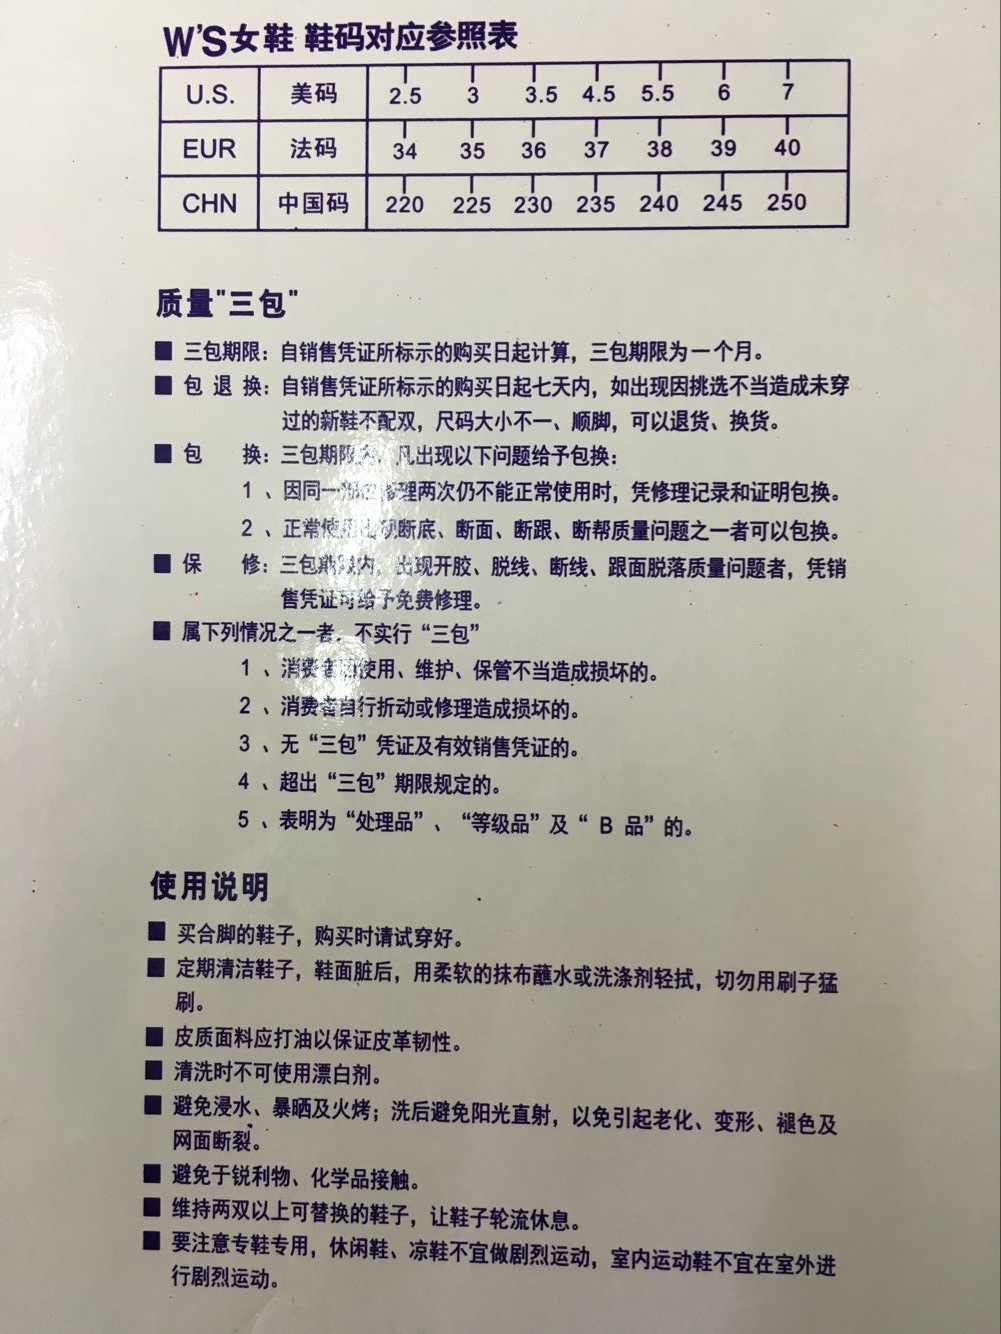 W'S女鞋 鞋码对应参照表
U.S. 美码 2.5 3 3.5 4.5 5.5 6 7
EUR 法码 34 35 36 37 38 39 40
CHN 中国码 220 225 230 235 240 245 250
质量"三包"
■ 三包期限：自销售凭证所标示的购买日起计算，三包期限为一个月。
■ 包 退 换：自销售凭证所标示的购买日起七天内，如出现因挑选不当造成未穿
过的新鞋不配双，尺码大小不一、顺脚，可以退货、换货。
■ 包 换：三包期限内，凡出现以下问题给予包换：
1、因同一部位修理两次仍不能正常使用时，凭修理记录和证明包换。
2、正常使用出现断底、断面、断跟、断帮质量问题之一者可以包换。
■ 保 修：三包期限内，出现开胶、脱线、断线、跟面脱落质量问题者，凭销
售凭证可给予免费修理。
■ 属下列情况之一者，不实行“三包”
1、消费者因使用、维护、保管不当造成损坏的。
2、消费者自行折动或修理造成损坏的。
3、无“三包”凭证及有效销售凭证的。
4、超出“三包”期限规定的。
5、表明为“处理品”、“等级品”及“ B 品”的。
使用说明
■ 买合脚的鞋子，购买时请试穿好。
■ 定期清洁鞋子，鞋面脏后，用柔软的抹布蘸水或洗涤剂轻拭，切勿用刷子猛
刷。
■ 皮质面料应打油以保证皮革韧性。
■ 清洗时不可使用漂白剂。
■ 避免浸水、暴晒及火烤；洗后避免阳光直射，以免引起老化、变形、褪色及
网面断裂。
■ 避免于锐利物、化学品接触。
■ 维持两双以上可替换的鞋子，让鞋子轮流休息。
■ 要注意专鞋专用，休闲鞋、凉鞋不宜做剧烈运动，室内运动鞋不宜在室外进
行剧烈运动。